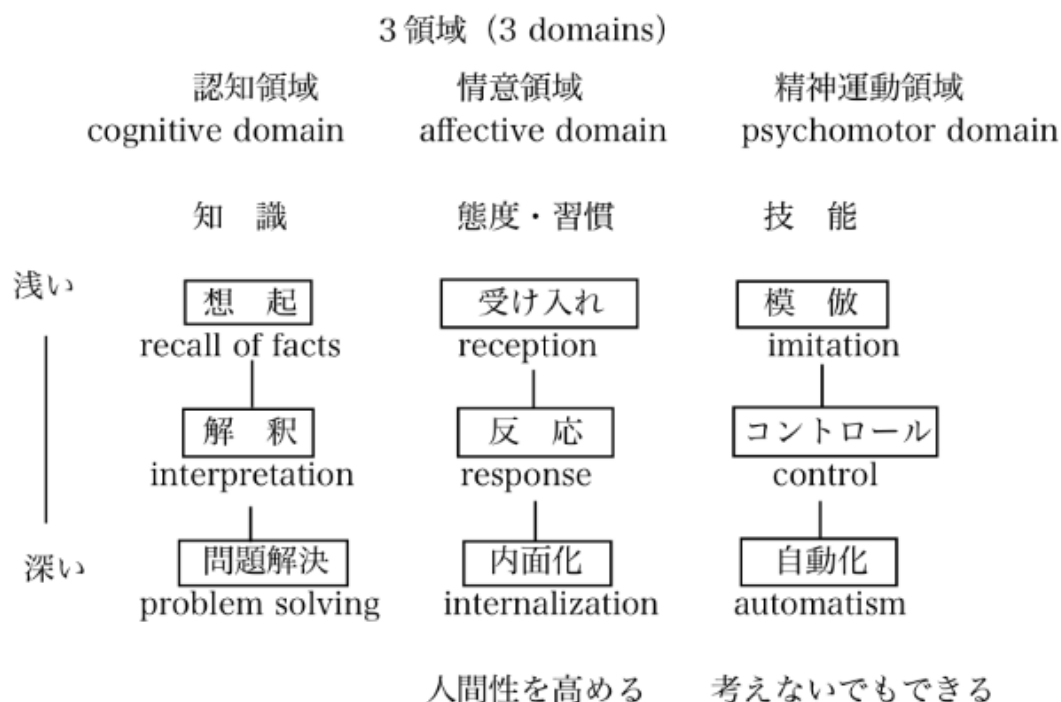 3領域（3 domains）
認知領域 情意領域 精神運動領域
cognitive domain affective domain psychomotor domain
知　識 態度・習慣 技　能
浅い 想　起 受け入れ 模　倣
recall of facts reception imitation
解　釈 反　応 コントロール
interpretation response control
深い 問題解決 内面化 自動化
problem solving internalization automatism
人間性を高める 考えないでもできる